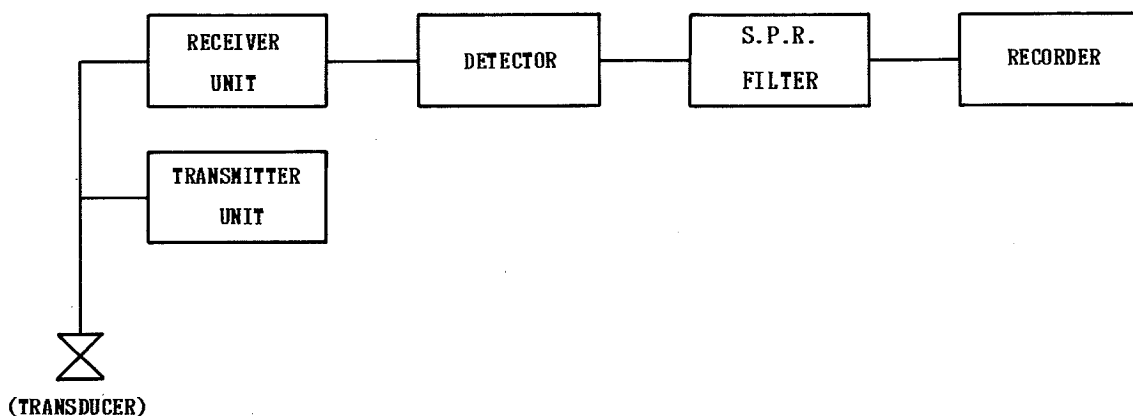 RECEIVER
UNIT
DETECTOR
S.P.R.
FILTER
RECORDER
TRANSMITTER
UNIT
(TRANSDUCER)